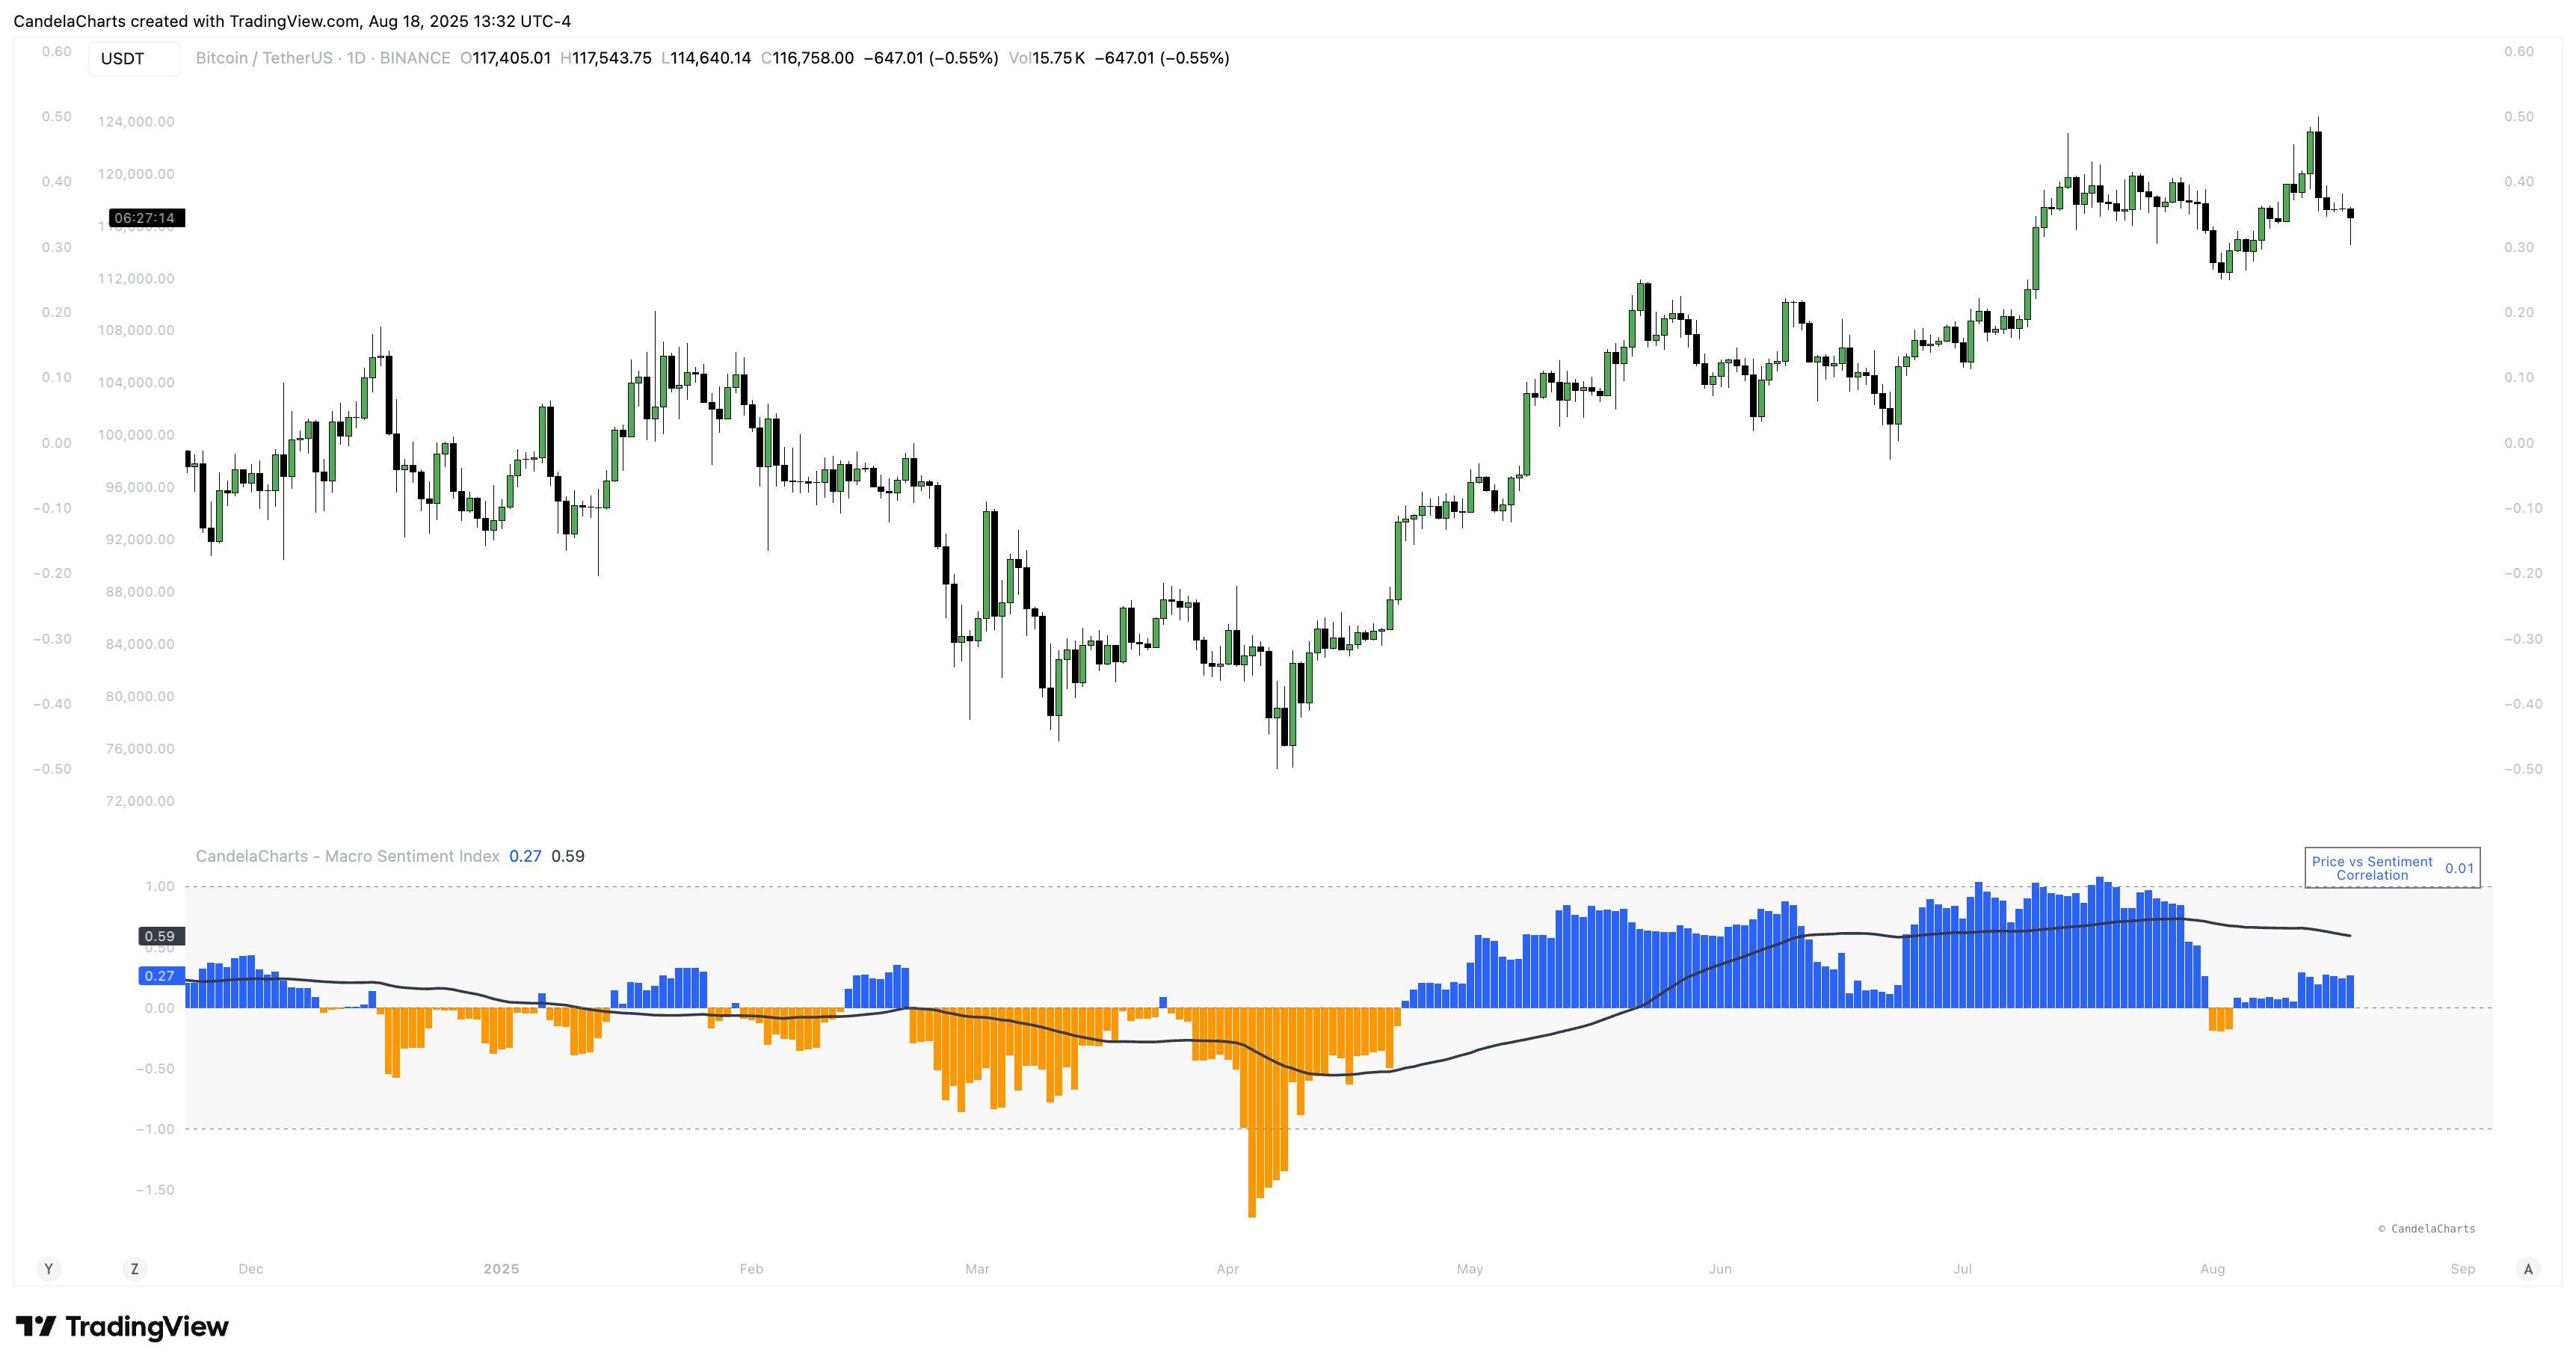 CandelaCharts created with TradingView.com, Aug 18, 2025 13:32 UTC-4
USDT
Bitcoin / TetherUS · 1D · BINANCE O117,405.01 H117,543.75 L114,640.14 C116,758.00 −647.01 (−0.55%) Vol15.75 K −647.01 (−0.55%)
0.60
0.50
0.40
0.30
0.20
0.10
0.00
−0.10
−0.20
−0.30
−0.40
−0.50
124,000.00
120,000.00
06:27:14
112,000.00
108,000.00
104,000.00
100,000.00
96,000.00
92,000.00
88,000.00
84,000.00
80,000.00
76,000.00
72,000.00
0.60
0.50
0.40
0.30
0.20
0.10
0.00
−0.10
−0.20
−0.30
−0.40
−0.50
CandelaCharts - Macro Sentiment Index 0.27 0.59
Price vs Sentiment
Correlation
0.01
1.00
0.59
0.50
0.27
0.00
−0.50
−1.00
−1.50
© CandelaCharts
Y
Z
Dec
2025
Feb
Mar
Apr
May
Jun
Jul
Aug
Sep
A
TradingView